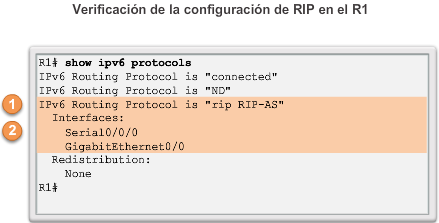 Verificación de la configuración de RIP en el R1
R1# show ipv6 protocols
IPv6 Routing Protocol is "connected"
IPv6 Routing Protocol is "ND"
1 IPv6 Routing Protocol is "rip RIP-AS"
Interfaces:
2 Serial0/0/0
GigabitEthernet0/0
Redistribution:
None
R1#